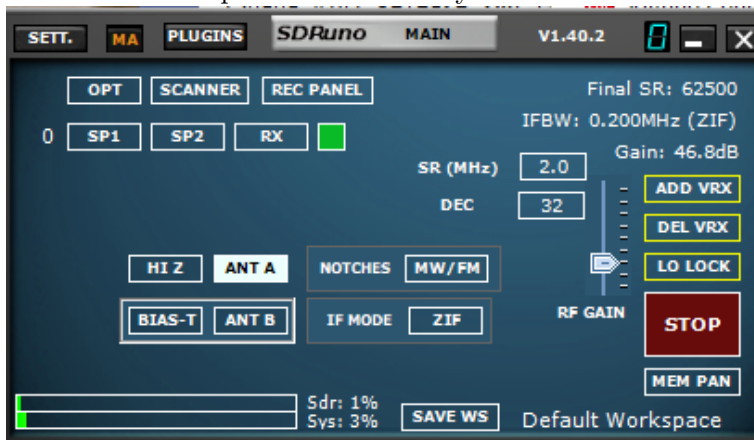 SETT. MA PLUGINS SDRuno MAIN V1.40.2 0
OPT SCANNER REC PANEL Final SR: 62500
IFBW: 0.200MHz (ZIF)
0 SP1 SP2 RX
Gain: 46.8dB
SR (MHz) 2.0
ADD VRX
DEC 32
DEL VRX
HI Z ANT A NOTCHES MW/FM LO LOCK
BIAS-T ANT B IF MODE ZIF RF GAIN STOP
MEM PAN
Sdr: 1%
Sys: 3% SAVE WS Default Workspace